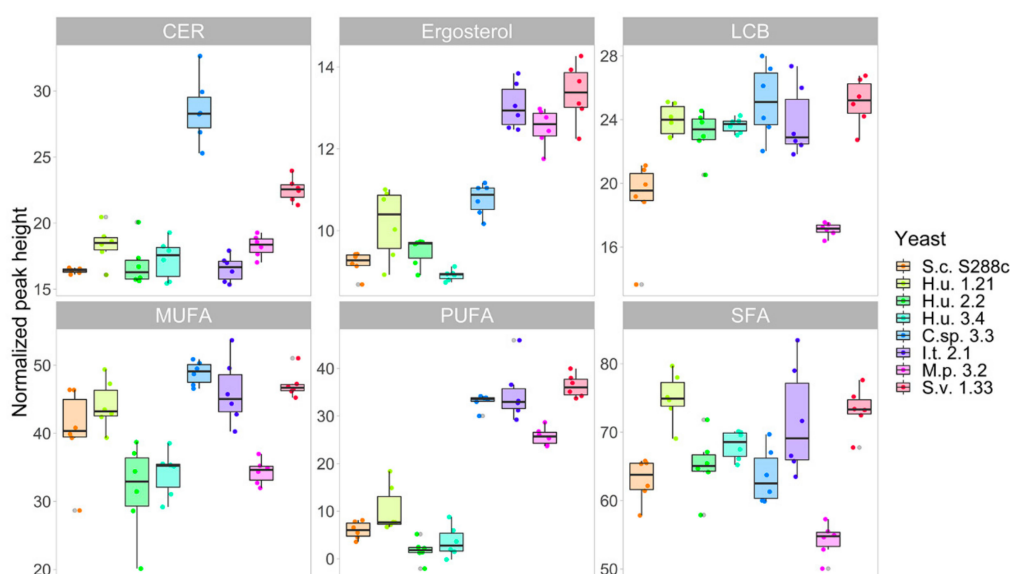 CER
Ergosterol
LCB
30
25
20
15
14
12
10
28
24
20
16
Normalized peak height
MUFA
PUFA
SFA
50
40
30
20
40
30
20
10
0
80
70
60
50
Yeast
S.c. S288c
H.u. 1.21
H.u. 2.2
H.u. 3.4
C.sp. 3.3
I.t. 2.1
M.p. 3.2
S.v. 1.33